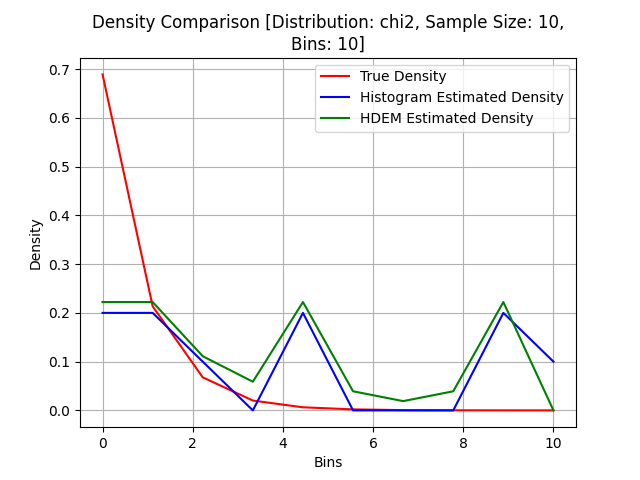 Density Comparison [Distribution: chi2, Sample Size: 10,
Bins: 10]
True Density
Histogram Estimated Density
HDEM Estimated Density
Density
0.7
0.6
0.5
0.4
0.3
0.2
0.1
0.0
0 2 4 6 8 10
Bins